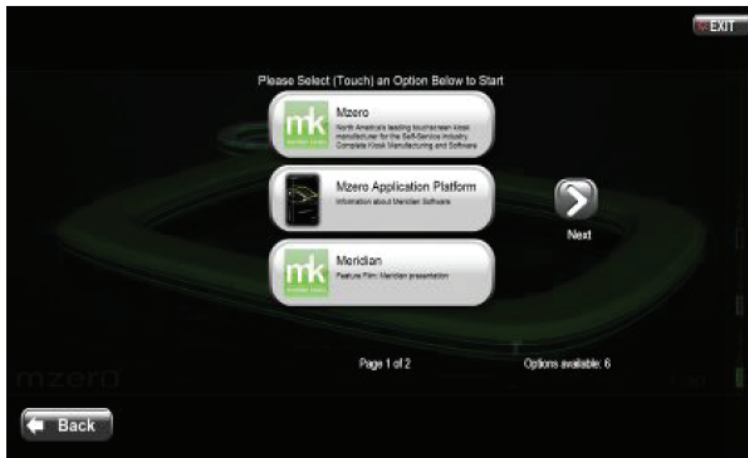 EXIT
Please Select (Touch) an Option Below to Start
mk
Mzero
North America's leading touchscreen kiosk
manufacturer for the Self-Service industry.
Complete Kiosk Manufacturing and Software
Mzero Application Platform
Information about Meridian Software
Next
mk
Meridian
Feature Film: Meridian presentation
Page 1 of 2
Options available: 6
mzero
Back